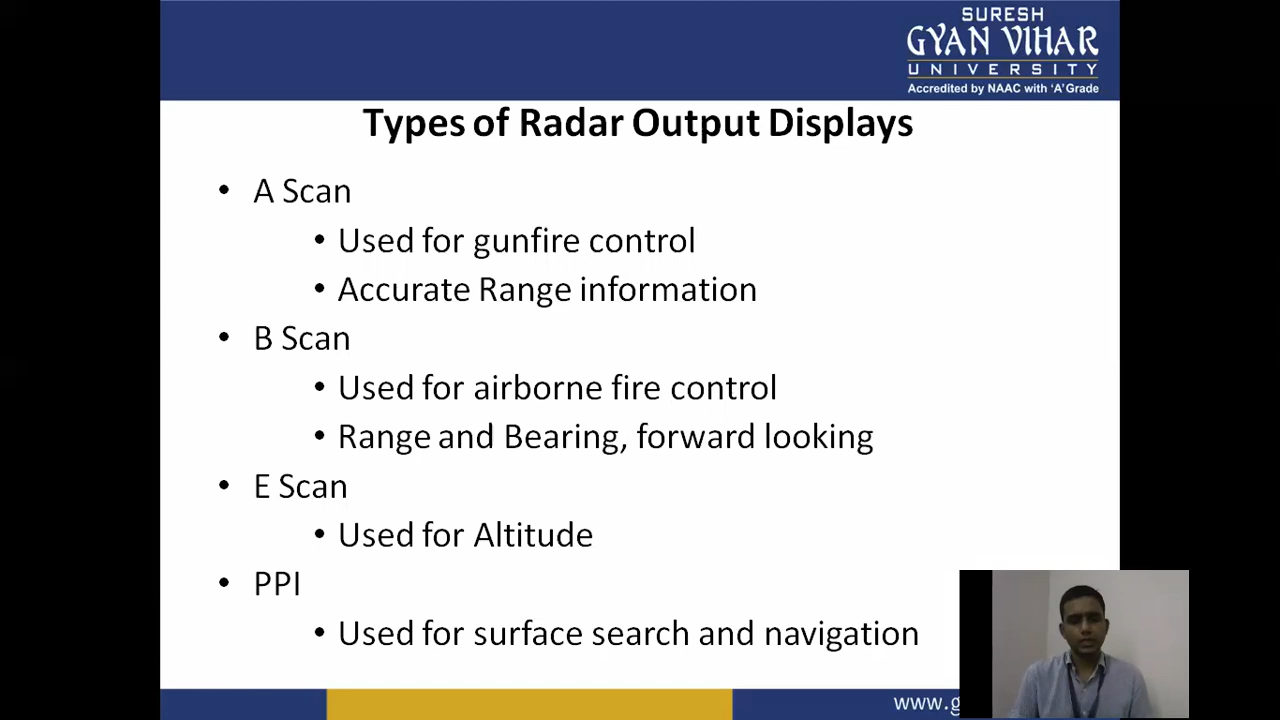 SURESH
GYAN VIHAR
UNIVERSITY
Accredited by NAAC with 'A' Grade
Types of Radar Output Displays
• A Scan
• Used for gunfire control
• Accurate Range information
• B Scan
• Used for airborne fire control
• Range and Bearing, forward looking
• E Scan
• Used for Altitude
• PPI
• Used for surface search and navigation
www.g